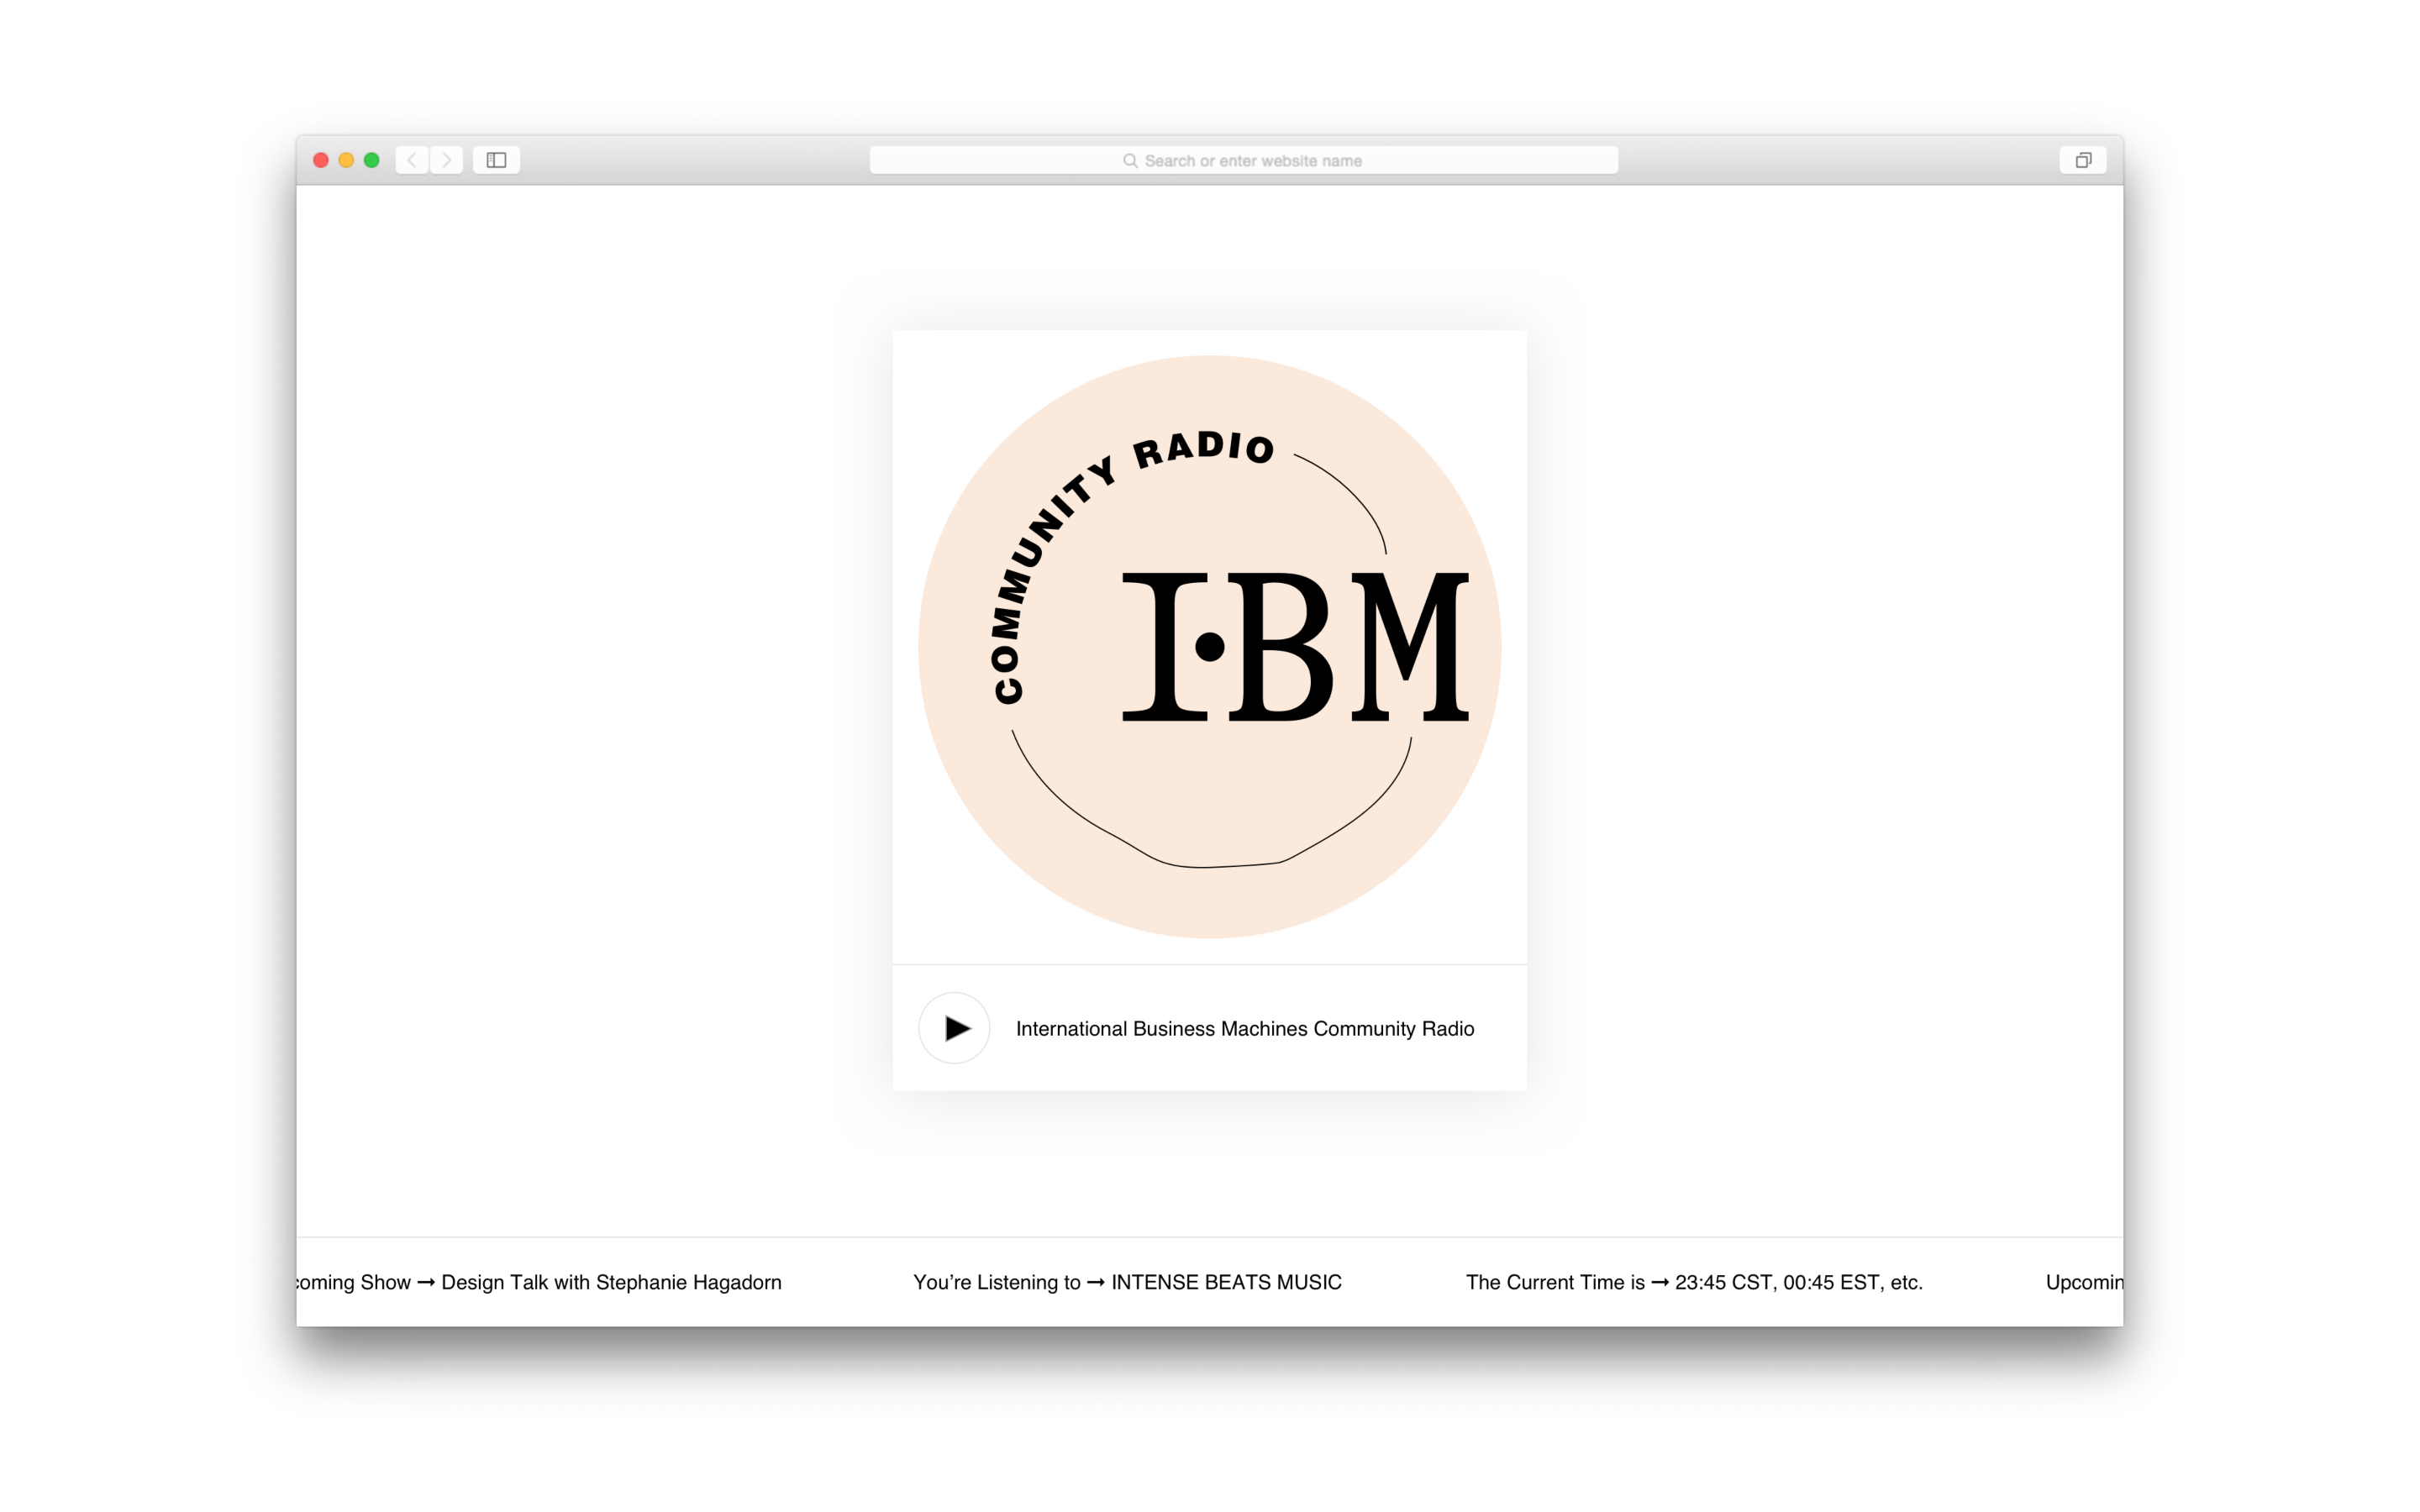 Search or enter website name
COMMUNITY RADIO
I•BM
International Business Machines Community Radio
coming Show → Design Talk with Stephanie Hagadorn
You’re Listening to → INTENSE BEATS MUSIC
The Current Time is → 23:45 CST, 00:45 EST, etc.
Upcomin